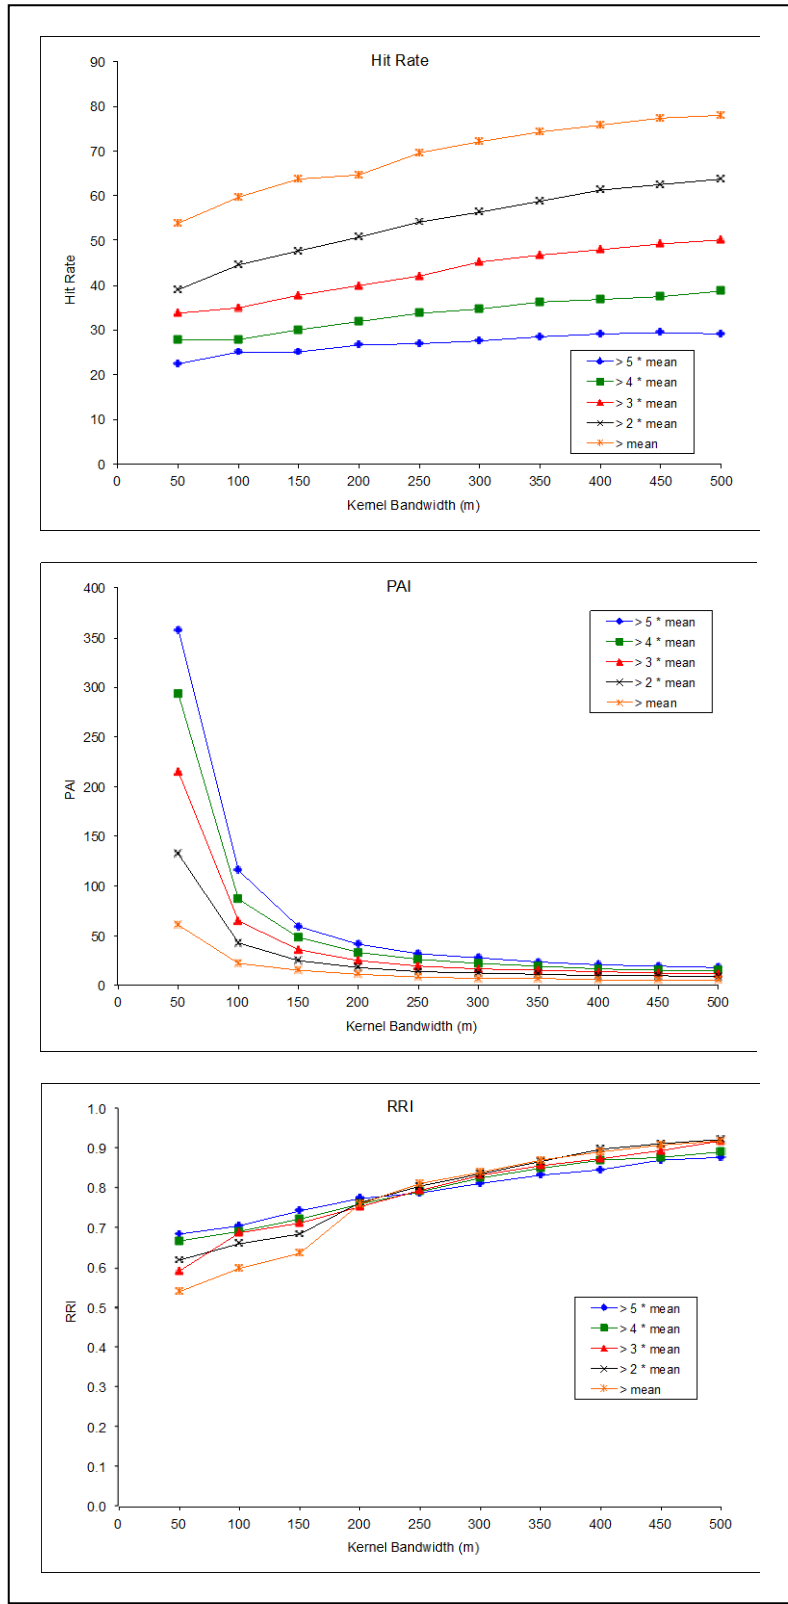 Hit Rate
90
80
70
60
50
40
30
20
10
0
Hit Rate
> 5 * mean
> 4 * mean
> 3 * mean
> 2 * mean
> mean
0 50 100 150 200 250 300 350 400 450 500
Kernel Bandwidth (m)
PAI
400
350
300
250
200
150
100
50
0
PAI
> 5 * mean
> 4 * mean
> 3 * mean
> 2 * mean
> mean
0 50 100 150 200 250 300 350 400 450 500
Kernel Bandwidth (m)
RRI
1.0
0.9
0.8
0.7
0.6
0.5
0.4
0.3
0.2
0.1
0.0
RRI
> 5 * mean
> 4 * mean
> 3 * mean
> 2 * mean
> mean
0 50 100 150 200 250 300 350 400 450 500
Kernel Bandwidth (m)